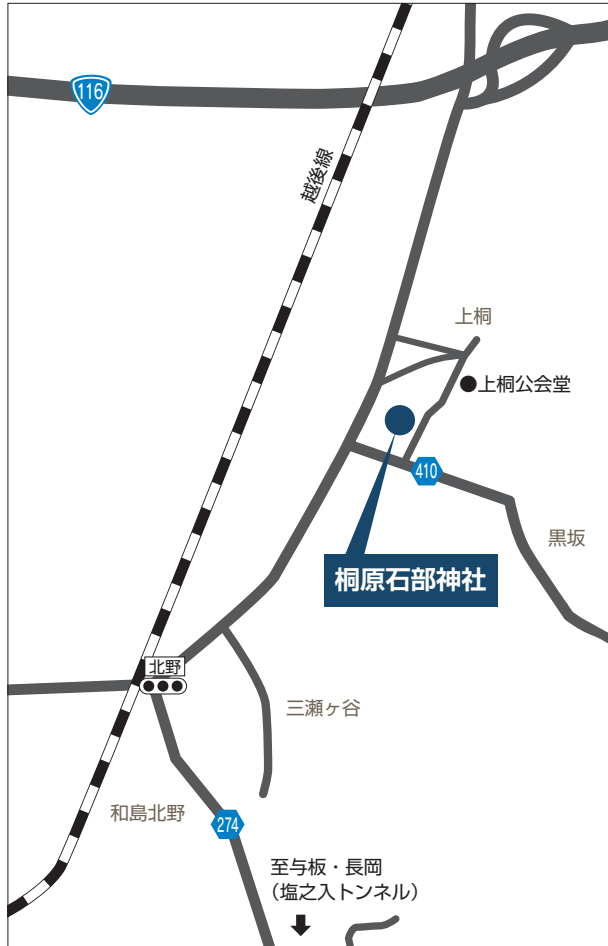 116
越後線
上桐
上桐公会堂
410
黒坂
桐原石部神社
北野
三瀬ヶ谷
和島北野
274
至与板・長岡
（塩之入トンネル）